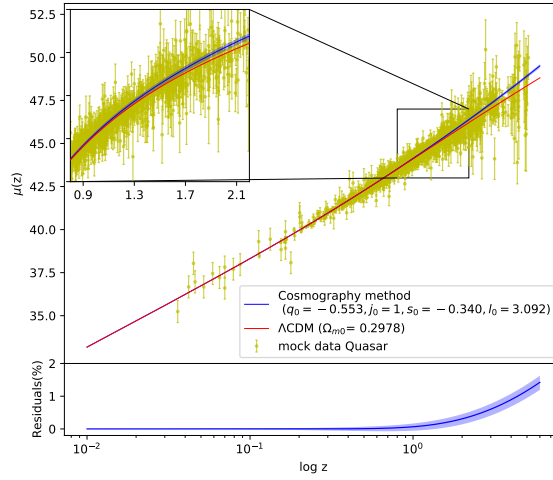 52.5
50.0
47.5
45.0
42.5
40.0
37.5
35.0
μ(z)
0.9 1.3 1.7 2.1
Cosmography method
(q₀ = −0.553, j₀ = 1, s₀ = −0.340, l₀ = 3.092)
ΛCDM (Ωₘ₀= 0.2978)
mock data Quasar
2
1
0
Residuals(%)
10⁻² 10⁻¹ 10⁰
log z